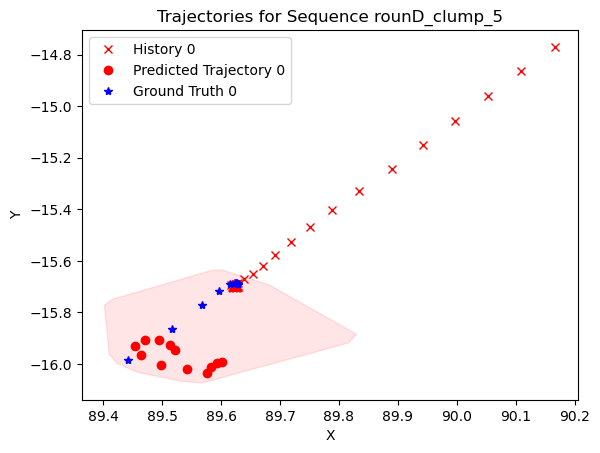 Trajectories for Sequence rounD_clump_5
History 0
Predicted Trajectory 0
Ground Truth 0
Y
−14.8
−15.0
−15.2
−15.4
−15.6
−15.8
−16.0
89.4 89.5 89.6 89.7 89.8 89.9 90.0 90.1 90.2
X